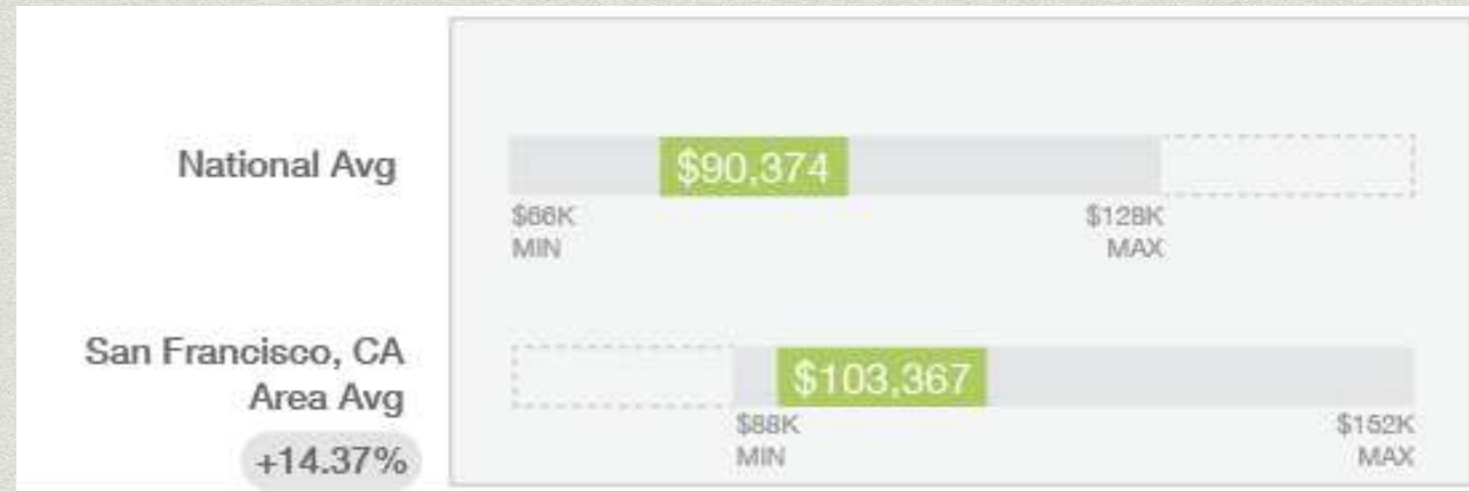 National Avg
$90,374
$66K
MIN
$128K
MAX
San Francisco, CA
Area Avg
+14.37%
$103,367
$88K
MIN
$152K
MAX